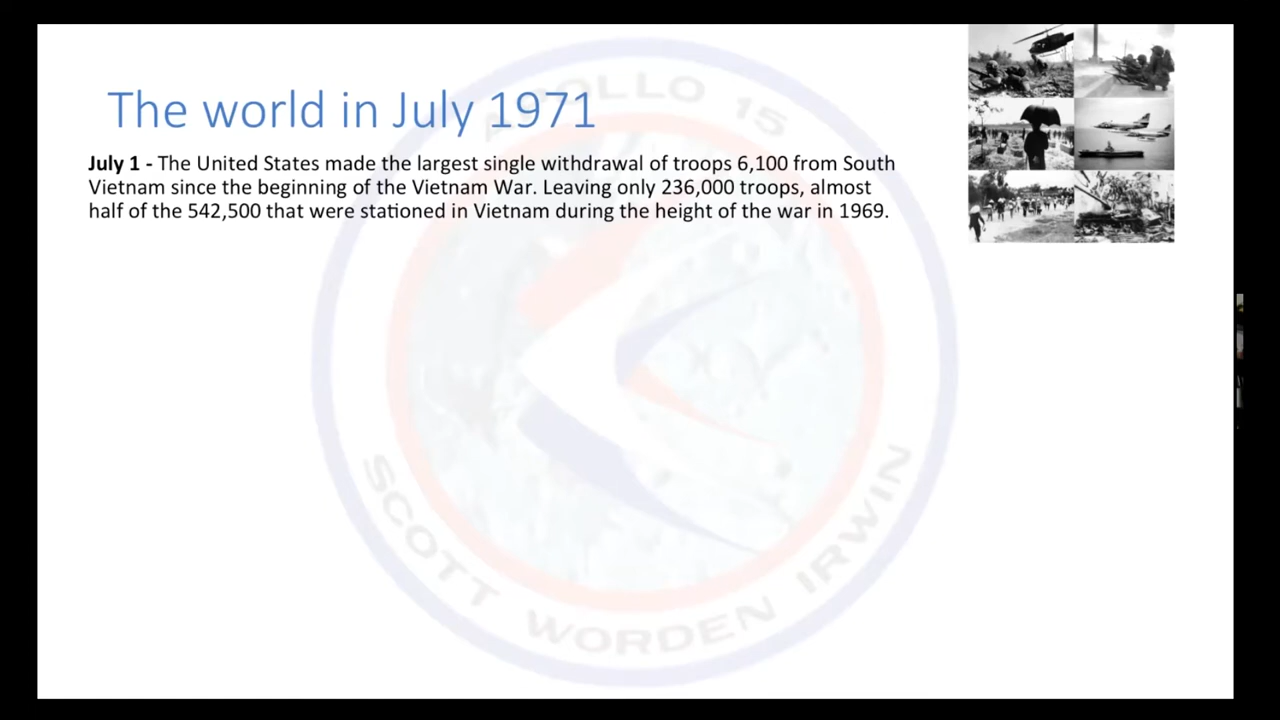 The world in July 1971
July 1 - The United States made the largest single withdrawal of troops 6,100 from South
Vietnam since the beginning of the Vietnam War. Leaving only 236,000 troops, almost
half of the 542,500 that were stationed in Vietnam during the height of the war in 1969.
APOLLO 15
SCOTT WORDEN IRWIN